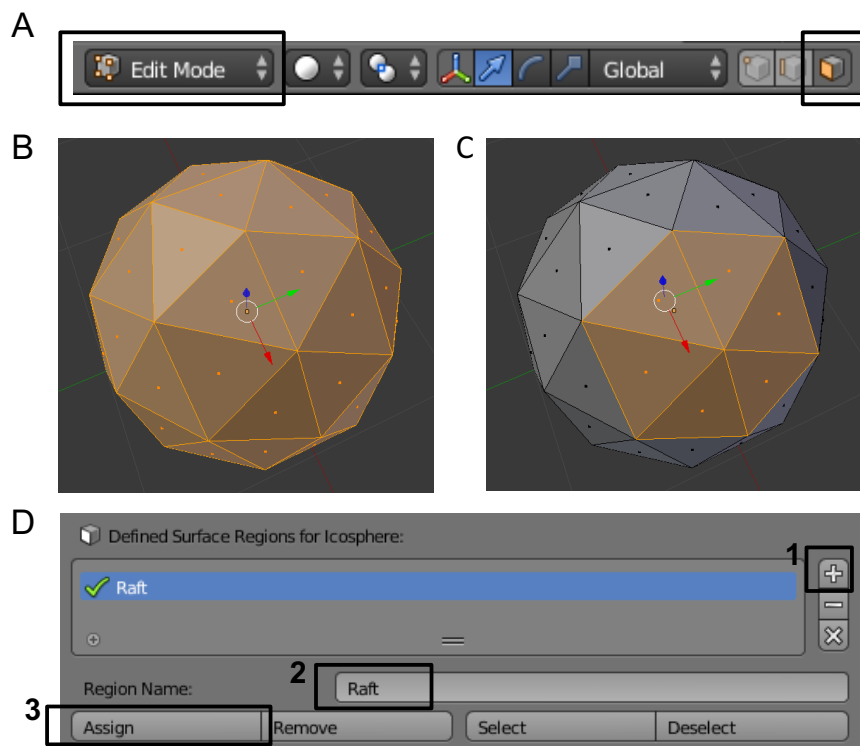 A
Edit Mode Global
B C
D
Defined Surface Regions for Icosphere:
1
Raft
Region Name: 2 Raft
3 Assign Remove Select Deselect